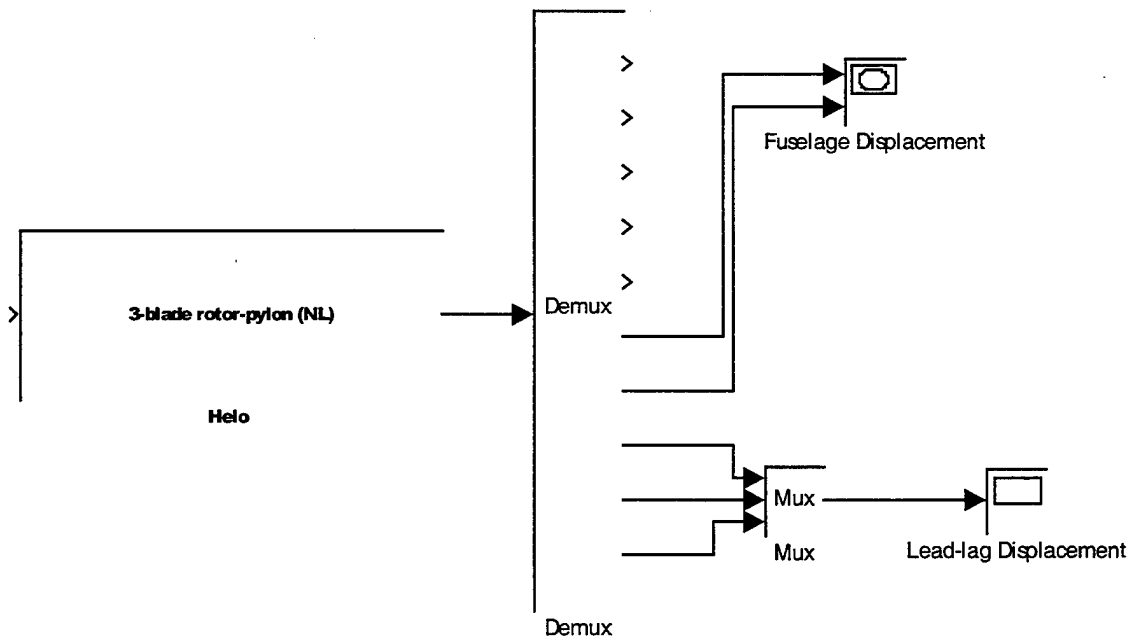 Fuselage Displacement
Demux
3-blade rotor-pylon (NL)
Helo
Mux
Mux
Lead-lag Displacement
Demux